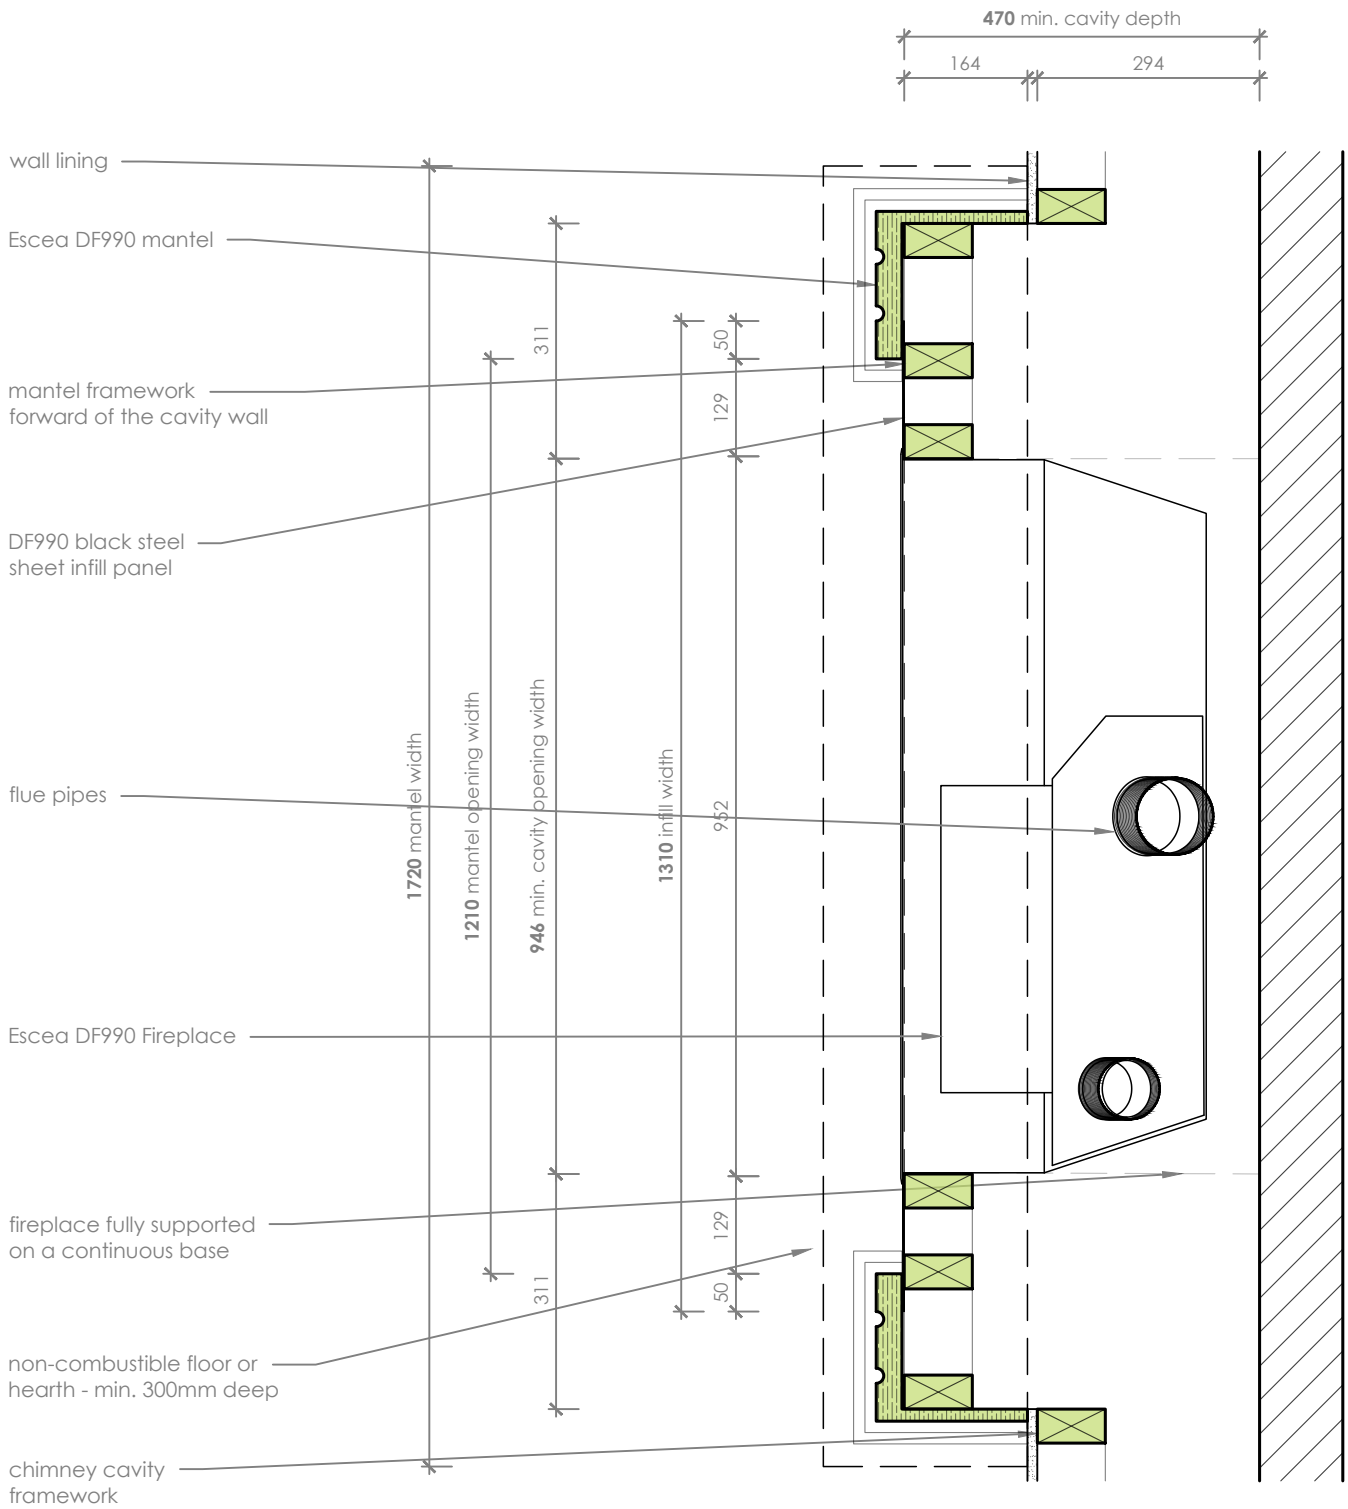 470 min. cavity depth
164
294
wall lining
Escea DF990 mantel
mantel framework
forward of the cavity wall
DF990 black steel
sheet infill panel
flue pipes
Escea DF990 Fireplace
fireplace fully supported
on a continuous base
non-combustible floor or
hearth - min. 300mm deep
chimney cavity
framework
1720 mantel width
1210 mantel opening width
311
946 min. cavity opening width
311
1310 infill width
50
129
952
129
50